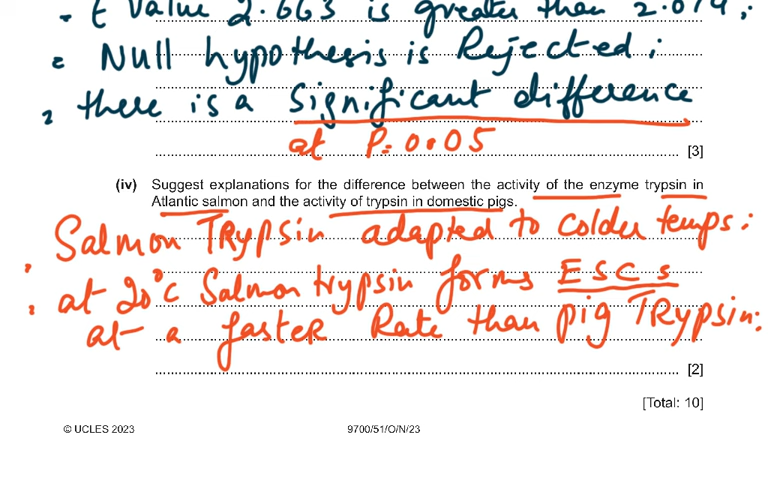 - t value 2.663 is greater than 2.074;
= Null hypothesis is Rejected;
, there is a significant difference
at P=0.05
[3]
(iv) Suggest explanations for the difference between the activity of the enzyme trypsin in
Atlantic salmon and the activity of trypsin in domestic pigs.
Salmon TRypsin adapted to colder temps;
at 20°C Salmon trypsin forms ESCs
at a faster Rate than pig TRypsin;
[2]
[Total: 10]
© UCLES 2023
9700/51/O/N/23